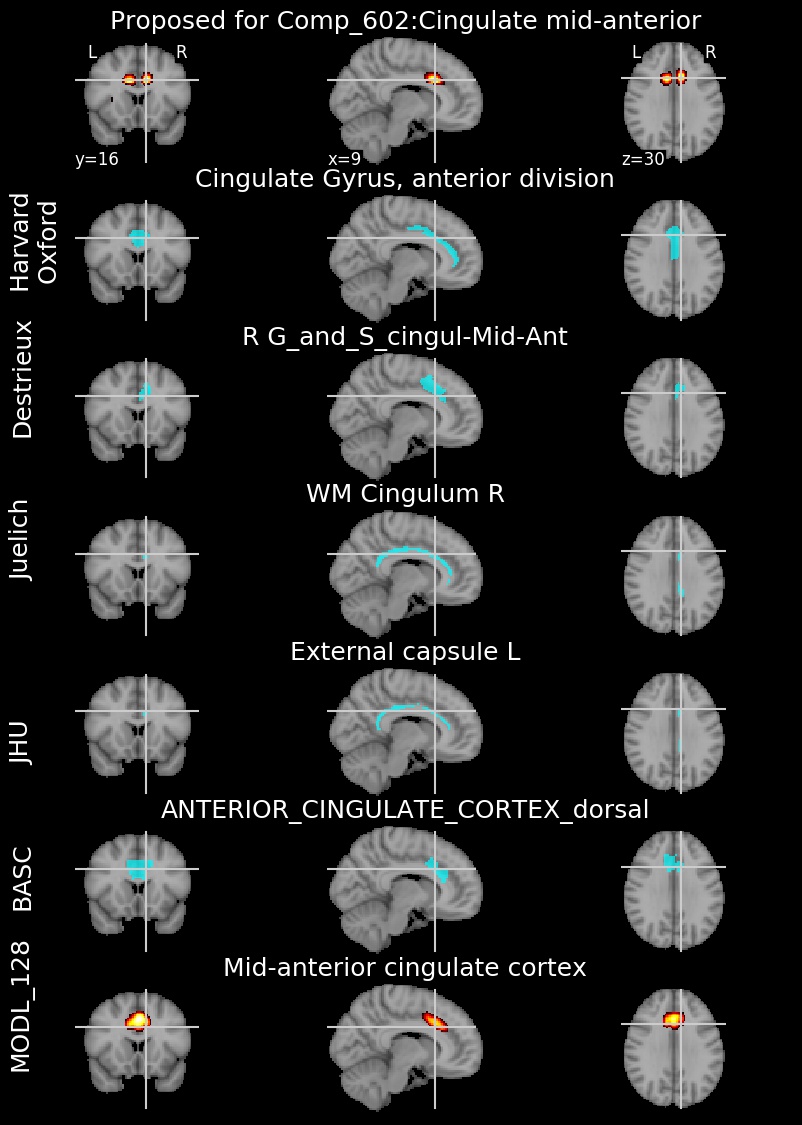 Proposed for Comp_602:Cingulate mid-anterior
L R L R
y=16 x=9 z=30
Cingulate Gyrus, anterior division
Harvard
Oxford
R G_and_S_cingul-Mid-Ant
Destrieux
WM Cingulum R
Juelich
External capsule L
JHU
ANTERIOR_CINGULATE_CORTEX_dorsal
BASC
Mid-anterior cingulate cortex
MODL_128